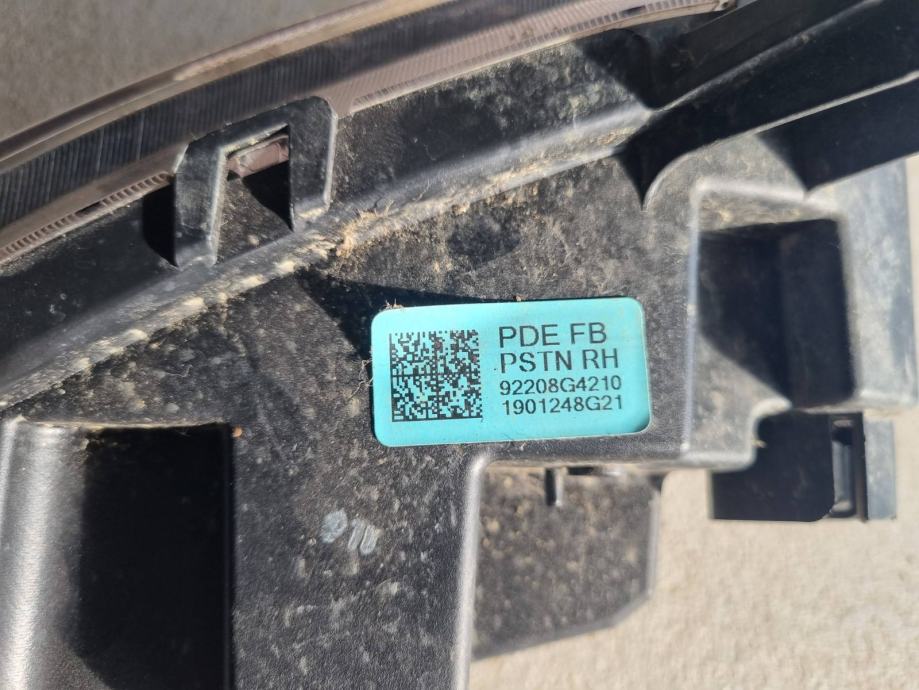 PDE FB
PSTN RH
92208G4210
1901248G21